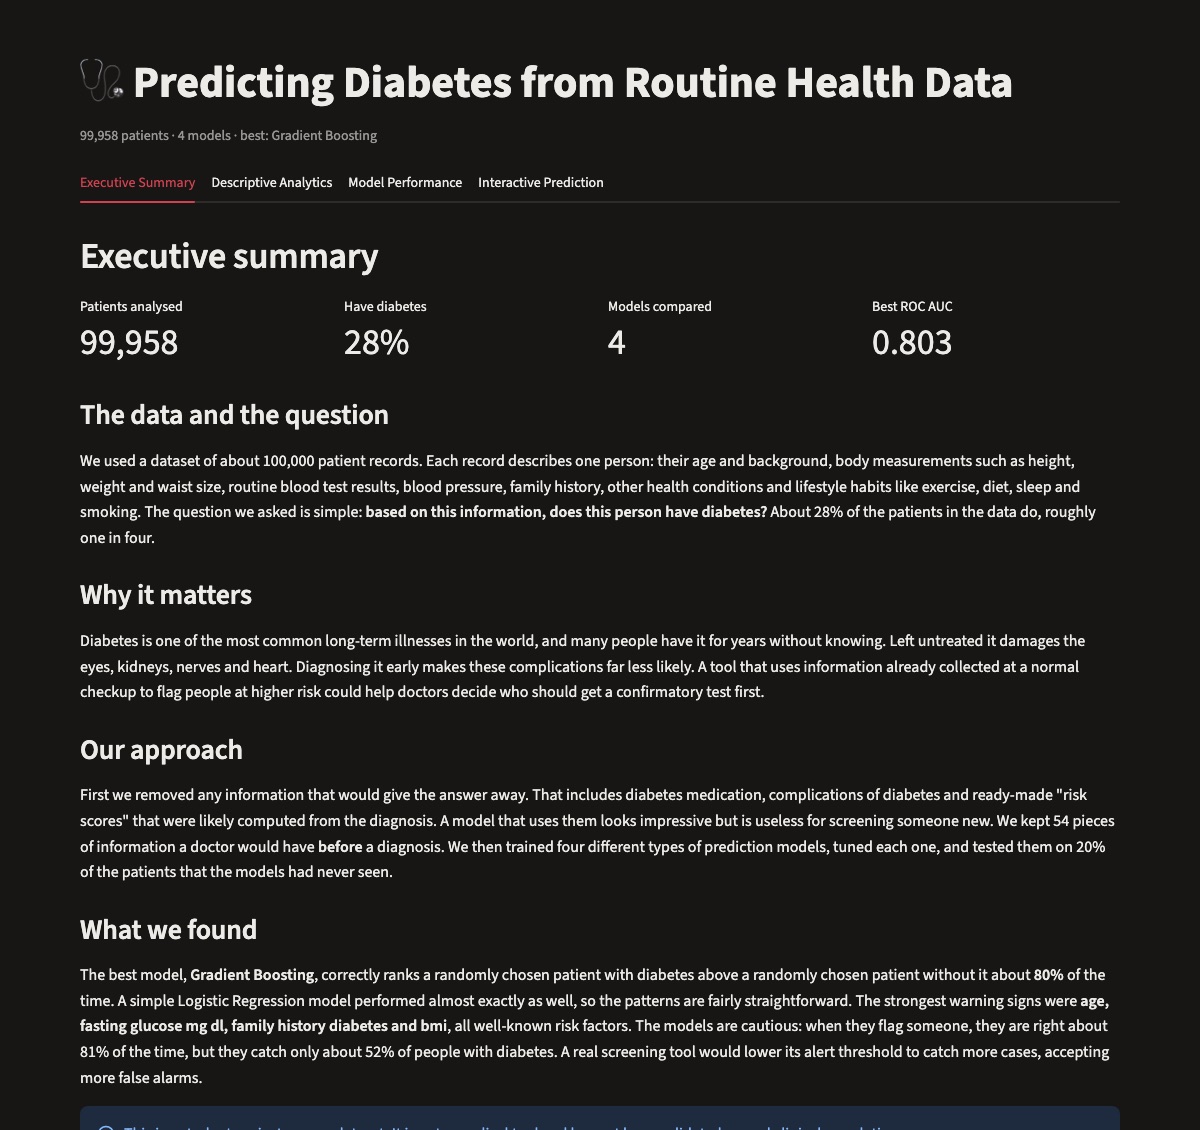 Predicting Diabetes from Routine Health Data
99,958 patients · 4 models · best: Gradient Boosting
Executive Summary Descriptive Analytics Model Performance Interactive Prediction
Executive summary
Patients analysed Have diabetes Models compared Best ROC AUC
99,958 28% 4 0.803
The data and the question
We used a dataset of about 100,000 patient records. Each record describes one person: their age and background, body measurements such as height,
weight and waist size, routine blood test results, blood pressure, family history, other health conditions and lifestyle habits like exercise, diet, sleep and
smoking. The question we asked is simple: based on this information, does this person have diabetes? About 28% of the patients in the data do, roughly
one in four.
Why it matters
Diabetes is one of the most common long-term illnesses in the world, and many people have it for years without knowing. Left untreated it damages the
eyes, kidneys, nerves and heart. Diagnosing it early makes these complications far less likely. A tool that uses information already collected at a normal
checkup to flag people at higher risk could help doctors decide who should get a confirmatory test first.
Our approach
First we removed any information that would give the answer away. That includes diabetes medication, complications of diabetes and ready-made "risk
scores" that were likely computed from the diagnosis. A model that uses them looks impressive but is useless for screening someone new. We kept 54 pieces
of information a doctor would have before a diagnosis. We then trained four different types of prediction models, tuned each one, and tested them on 20%
of the patients that the models had never seen.
What we found
The best model, Gradient Boosting, correctly ranks a randomly chosen patient with diabetes above a randomly chosen patient without it about 80% of the
time. A simple Logistic Regression model performed almost exactly as well, so the patterns are fairly straightforward. The strongest warning signs were age,
fasting glucose mg dl, family history diabetes and bmi, all well-known risk factors. The models are cautious: when they flag someone, they are right about
81% of the time, but they catch only about 52% of people with diabetes. A real screening tool would lower its alert threshold to catch more cases, accepting
more false alarms.